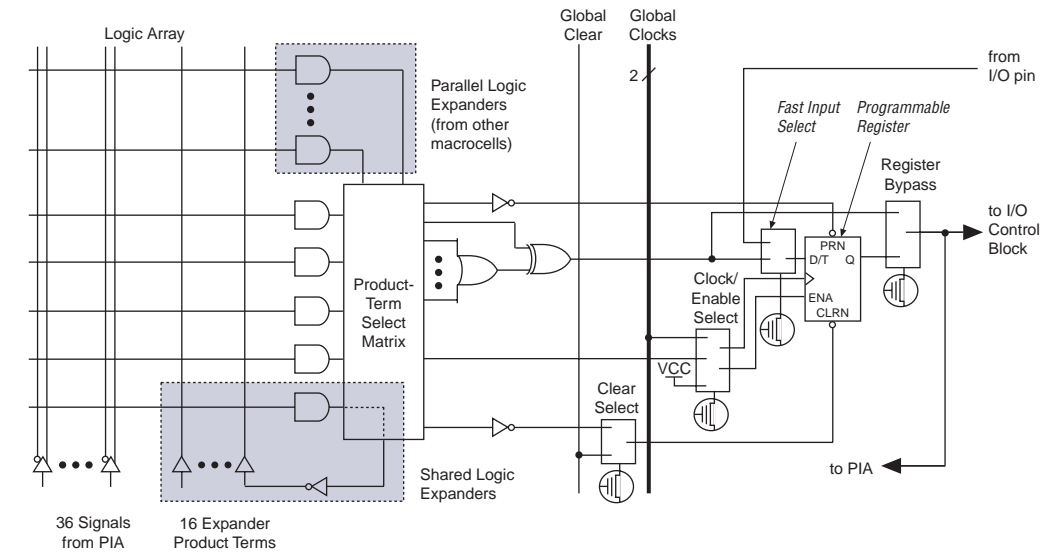 Logic Array
Global
Clear
Global
Clocks
2
from
I/O pin
Parallel Logic
Expanders
(from other
macrocells)
Fast Input
Select
Programmable
Register
Register
Bypass
to I/O
Control
Block
PRN
D/T Q
ENA
CLRN
Clock/
Enable
Select
Product-
Term
Select
Matrix
VCC
Clear
Select
to PIA
Shared Logic
Expanders
36 Signals
from PIA
16 Expander
Product Terms